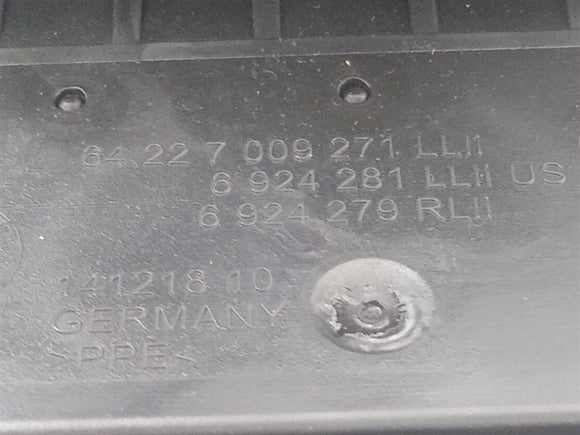 64.22 7 009 271 LLII
6 924 281 LLII US
6 924 279 RLII
141218 10
GERMANY
>PPE<